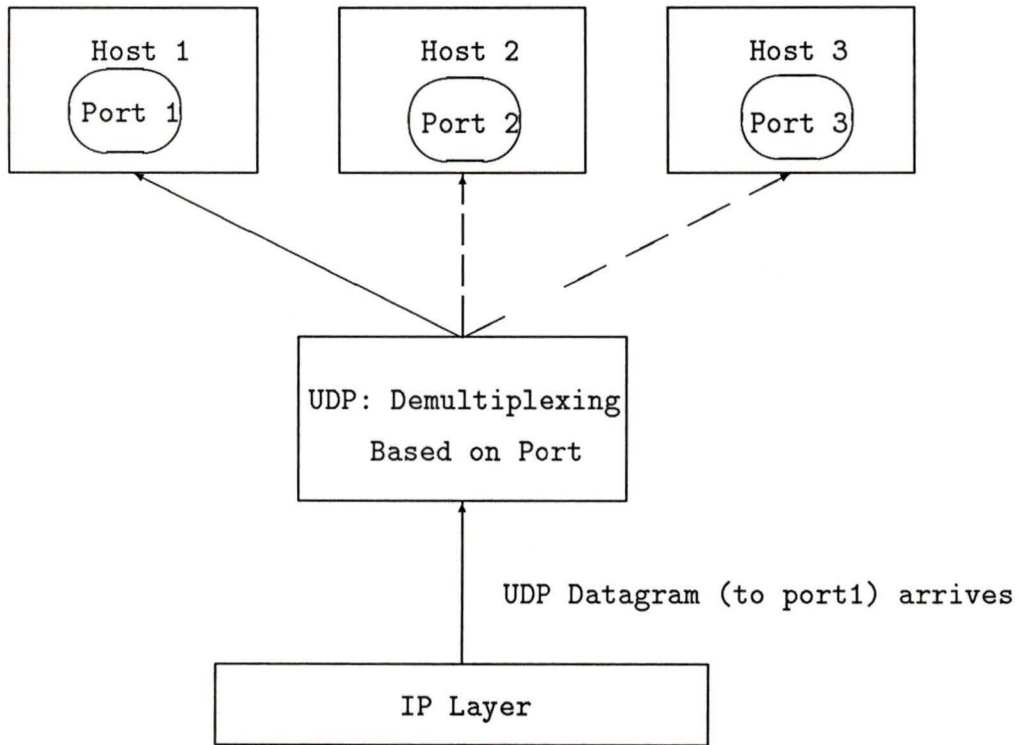 Host 1
Port 1
Host 2
Port 2
Host 3
Port 3
UDP: Demultiplexing
Based on Port
UDP Datagram (to port1) arrives
IP Layer